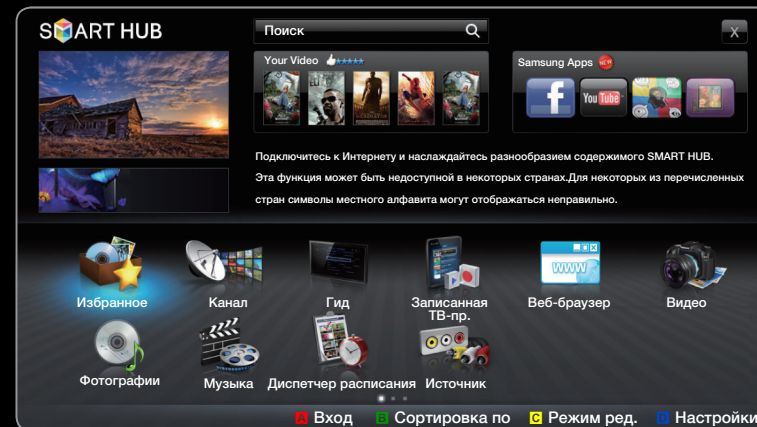 SMART HUB
Поиск
X
Your Video
Samsung Apps NEW
ELI
f
You Tube
Подключитесь к Интернету и наслаждайтесь разнообразием содержимого SMART HUB.
Эта функция может быть недоступной в некоторых странах.Для некоторых из перечисленных
стран символы местного алфавита могут отображаться неправильно.
www
Избранное
Канал
Гид
Записанная
ТВ-пр.
Веб-браузер
Видео
Фотографии
Музыка
Диспетчер расписания
Источник
A Вход B Сортировка по C Режим ред. D Настройки